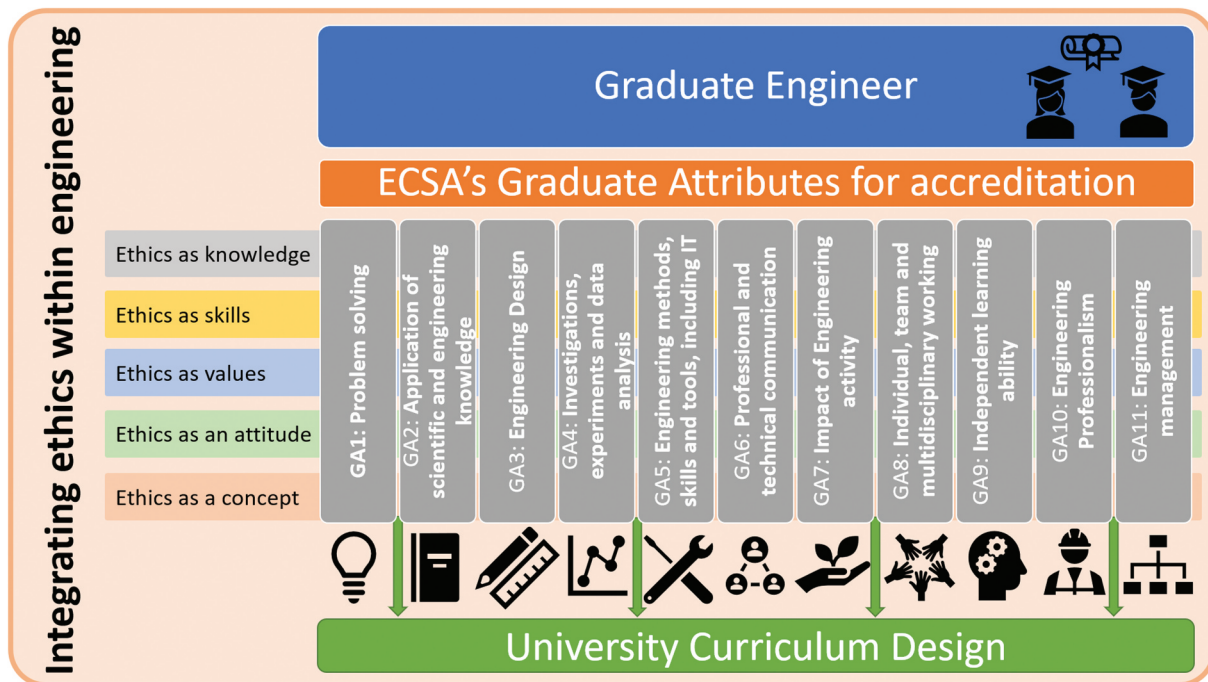 Integrating ethics within engineering
Graduate Engineer
ECSA's Graduate Attributes for accreditation
Ethics as knowledge
Ethics as skills
Ethics as values
Ethics as an attitude
Ethics as a concept
GA1: Problem solving
GA2: Application of
scientific and engineering
knowledge
GA3: Engineering Design
GA4: Investigations,
experiments and data
analysis
GA5: Engineering methods,
skills and tools, including IT
GA6: Professional and
technical communication
GA7: Impact of Engineering
activity
GA8: Individual, team and
multidisciplinary working
GA9: Independent learning
ability
GA10: Engineering
Professionalism
GA11: Engineering
management
University Curriculum Design